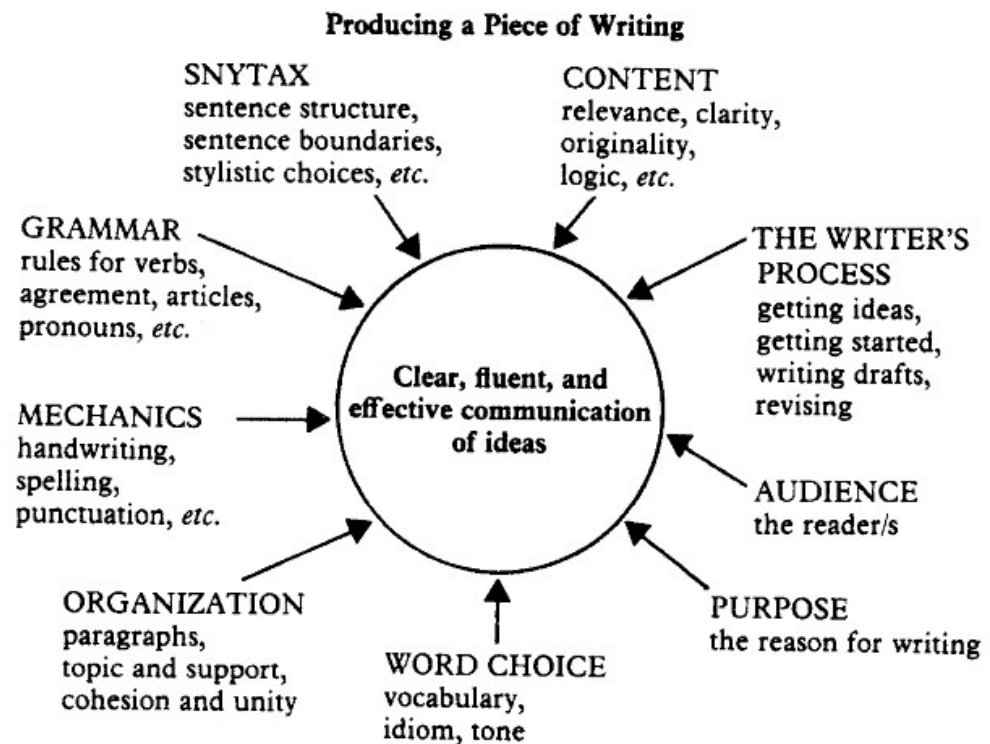 Producing a Piece of Writing
SNYTAX
sentence structure,
sentence boundaries,
stylistic choices, etc.
CONTENT
relevance, clarity,
originality,
logic, etc.
GRAMMAR
rules for verbs,
agreement, articles,
pronouns, etc.
THE WRITER'S
PROCESS
getting ideas,
getting started,
writing drafts,
revising
Clear, fluent, and
effective communication
of ideas
MECHANICS
handwriting,
spelling,
punctuation, etc.
AUDIENCE
the reader/s
ORGANIZATION
paragraphs,
topic and support,
cohesion and unity
WORD CHOICE
vocabulary,
idiom, tone
PURPOSE
the reason for writing